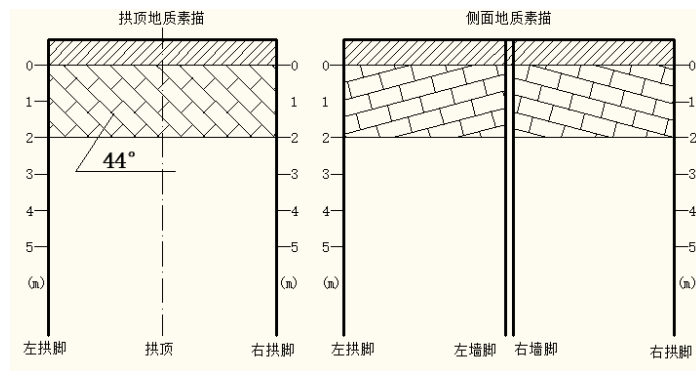 拱顶地质素描 侧面地质素描
0 0 0 0
1 1 1 1
2 2 2 2
44°
3 3 3 3
4 4 4 4
5 5 5 5
(m) (m) (m) (m)
左拱脚 拱顶 右拱脚 左拱脚 左墙脚 右墙脚 右拱脚